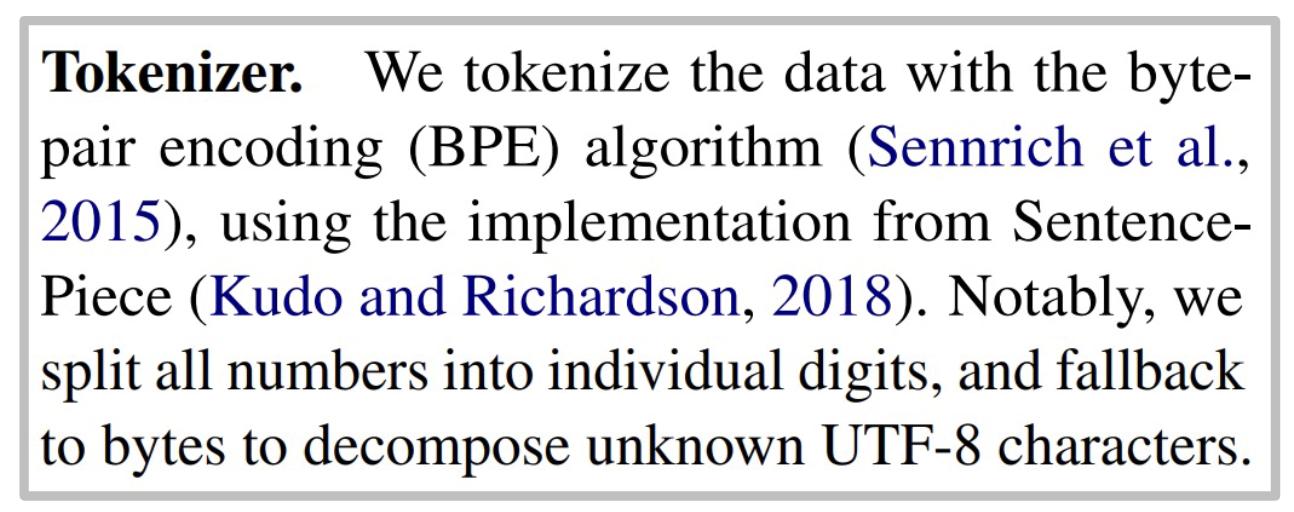 Tokenizer. We tokenize the data with the byte-
pair encoding (BPE) algorithm (Sennrich et al.,
2015), using the implementation from Sentence-
Piece (Kudo and Richardson, 2018). Notably, we
split all numbers into individual digits, and fallback
to bytes to decompose unknown UTF-8 characters.